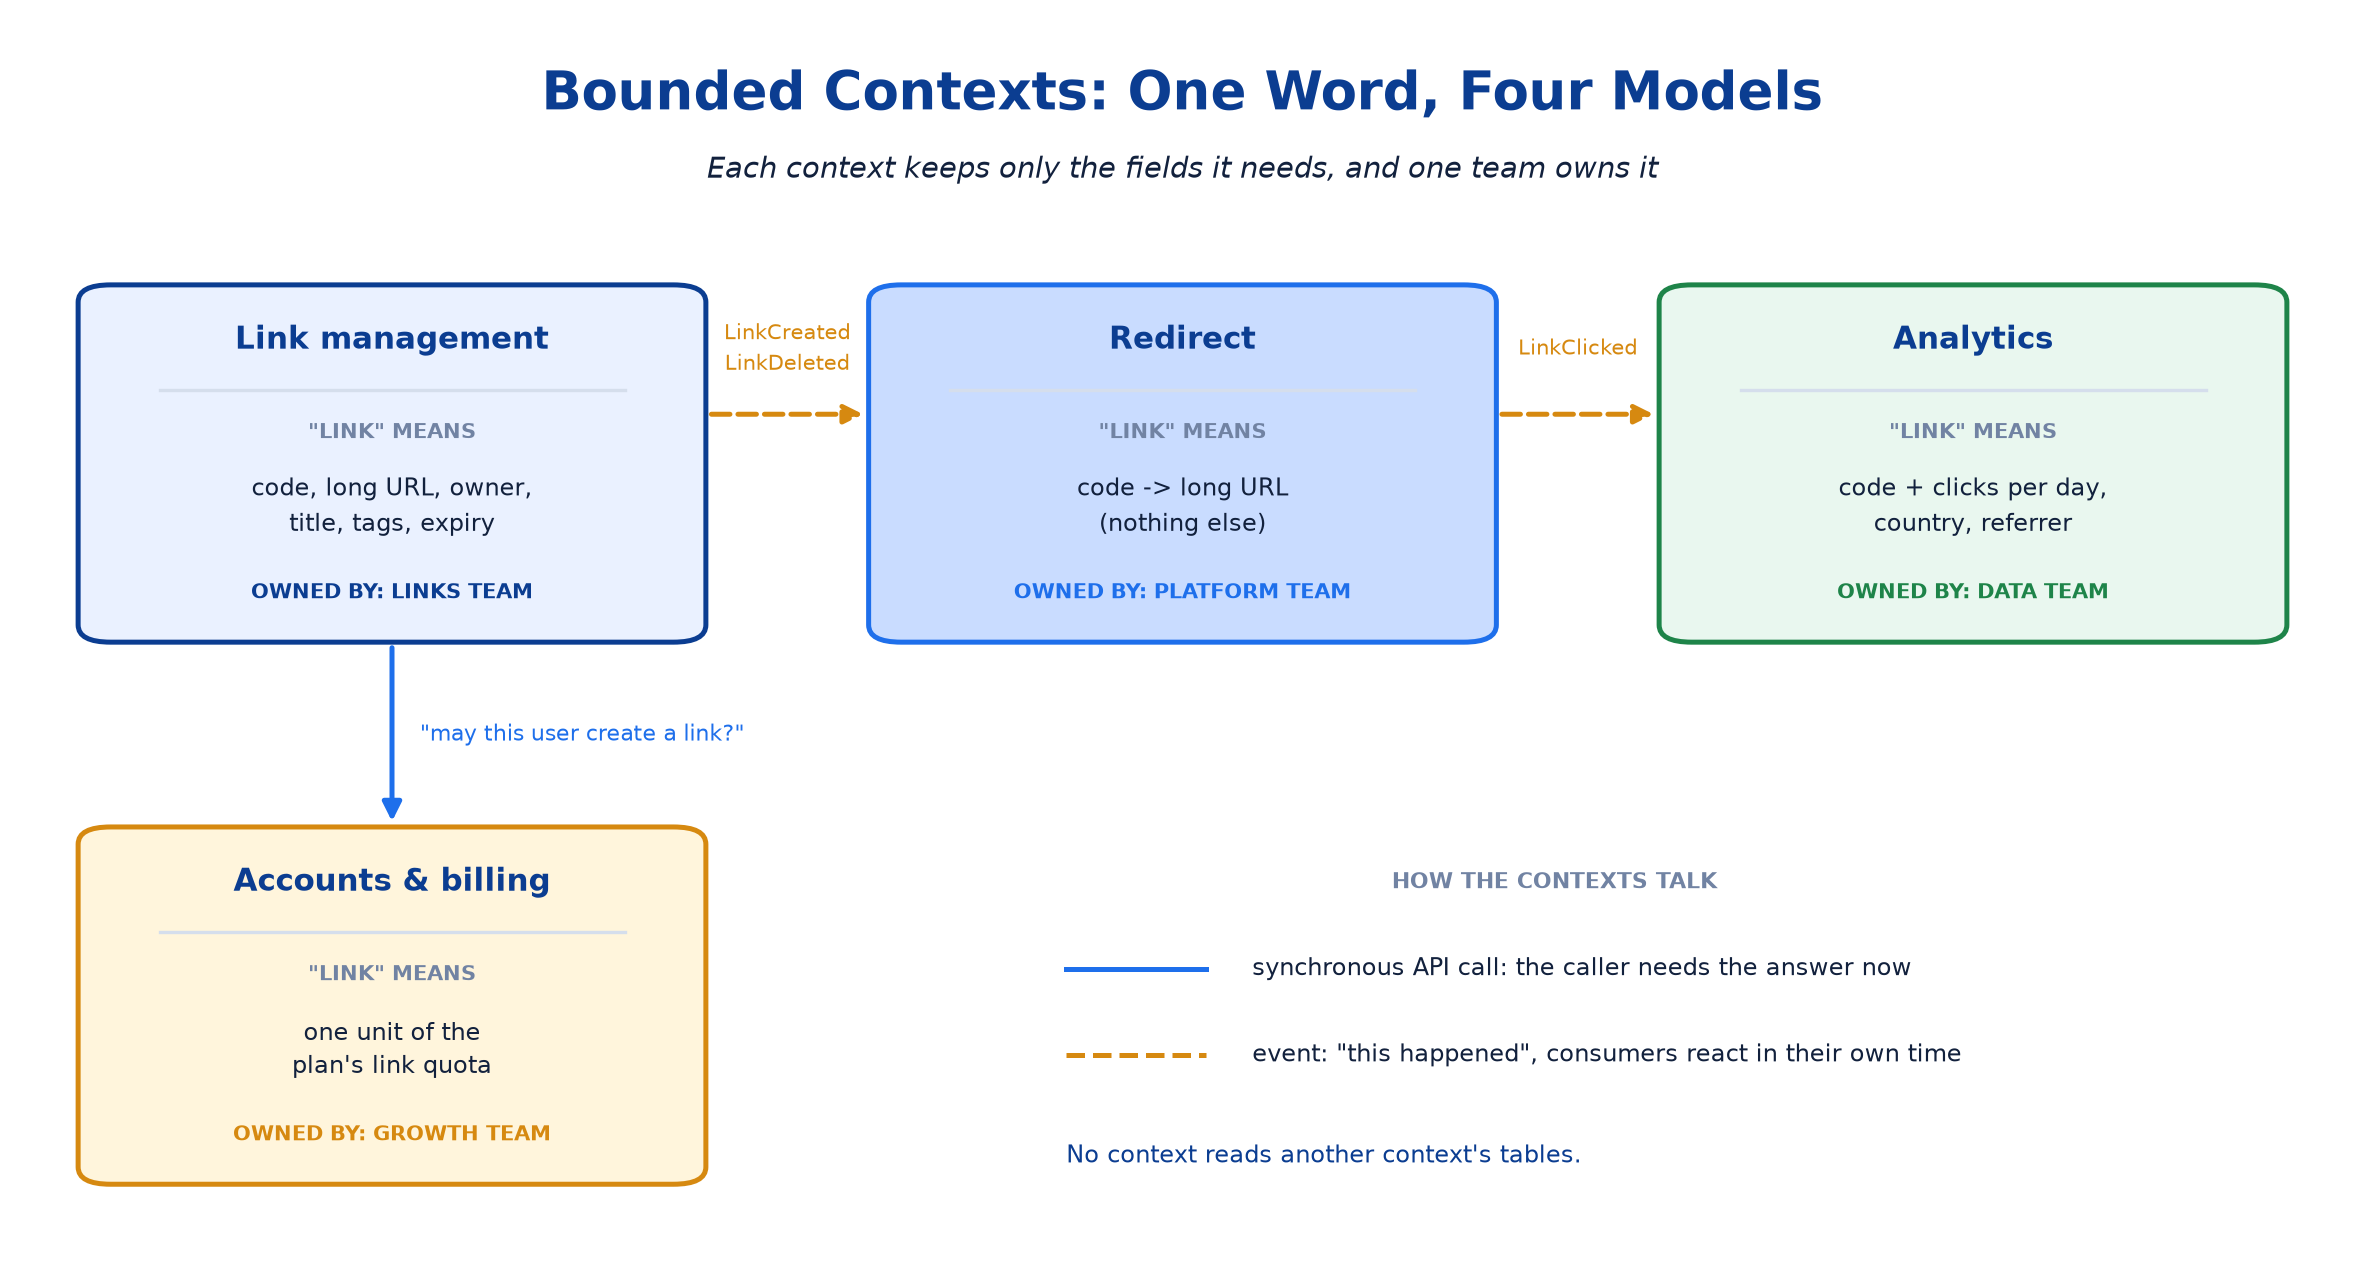 Bounded Contexts: One Word, Four Models
Each context keeps only the fields it needs, and one team owns it
Link management
"LINK" MEANS
code, long URL, owner,
title, tags, expiry
OWNED BY: LINKS TEAM
LinkCreated
LinkDeleted
Redirect
"LINK" MEANS
code -> long URL
(nothing else)
OWNED BY: PLATFORM TEAM
LinkClicked
Analytics
"LINK" MEANS
code + clicks per day,
country, referrer
OWNED BY: DATA TEAM
"may this user create a link?"
Accounts & billing
"LINK" MEANS
one unit of the
plan's link quota
OWNED BY: GROWTH TEAM
HOW THE CONTEXTS TALK
synchronous API call: the caller needs the answer now
event: "this happened", consumers react in their own time
No context reads another context's tables.